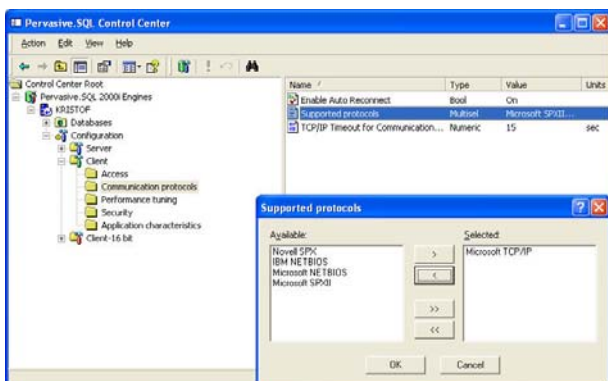 Pervasive.SQL Control Center
Action Edit View Help
Control Center Root
Pervasive.SQL 2000i Engines
KRISTOF
Databases
Configuration
Server
Client
Access
Communication protocols
Performance tuning
Security
Application characteristics
Client-16 bit
Name Type Value Units
Enable Auto Reconnect Bool On
Supported protocols Multisel Microsoft SPXII...
TCP/IP Timeout for Communication... Numeric 15 sec
Supported protocols
Available: Selected:
Novell SPX
IBM NETBIOS
Microsoft NETBIOS
Microsoft SPXII
Microsoft TCP/IP
>
<
>>
<<
OK Cancel